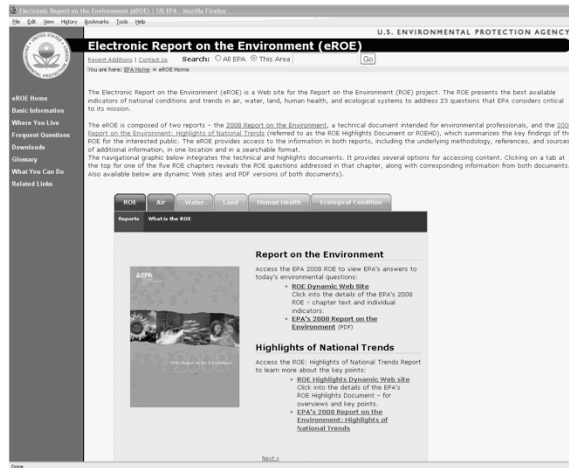 Electronic Report on the Environment (eROE) | US EPA - Mozilla Firefox
File Edit View History Bookmarks Tools Help
U.S. ENVIRONMENTAL PROTECTION AGENCY
Electronic Report on the Environment (eROE)
Recent Additions | Contact Us Search: All EPA This Area Go
You are here: EPA Home » eROE Home
eROE Home
Basic Information
Where You Live
Frequent Questions
Downloads
Glossary
What You Can Do
Related Links
The Electronic Report on the Environment (eROE) is a Web site for the Report on the Environment (ROE) project. The ROE presents the best available
indicators of national conditions and trends in air, water, land, human health, and ecological systems to address 23 questions that EPA considers critical
to its mission.
The eROE is composed of two reports – the 2008 Report on the Environment, a technical document intended for environmental professionals, and the 200
Report on the Environment: Highlights of National Trends (referred to as the ROE Highlights Document or ROEHD), which summarizes the key findings of the
ROE for the interested public. The eROE provides access to the information in both reports, including the underlying methodology, references, and sources
of additional information, in one location and in a searchable format.
The navigational graphic below integrates the technical and highlights documents. It provides several options for accessing content. Clicking on a tab at
the top for one of the five ROE chapters reveals the ROE questions addressed in that chapter, along with corresponding information from both documents.
Also available below are dynamic Web sites and PDF versions of both documents).
ROE Air Water Land Human Health Ecological Condition
Reports What is the ROE
EPA
EPA's Report on the Environment
2008
Report on the Environment
Access the EPA 2008 ROE to view EPA's answers to
today's environmental questions:
• ROE Dynamic Web Site
Click into the details of the EPA's 2008
ROE – chapter text and individual
indicators.
• EPA's 2008 Report on the
Environment (PDF)
Highlights of National Trends
Access the ROE: Highlights of National Trends Report
to learn more about the key points:
• ROE Highlights Dynamic Web site
Click into the details of the EPA's
ROE Highlights Document – for
overviews and key points.
• EPA's 2008 Report on the
Environment: Highlights of
National Trends
Next >
Done